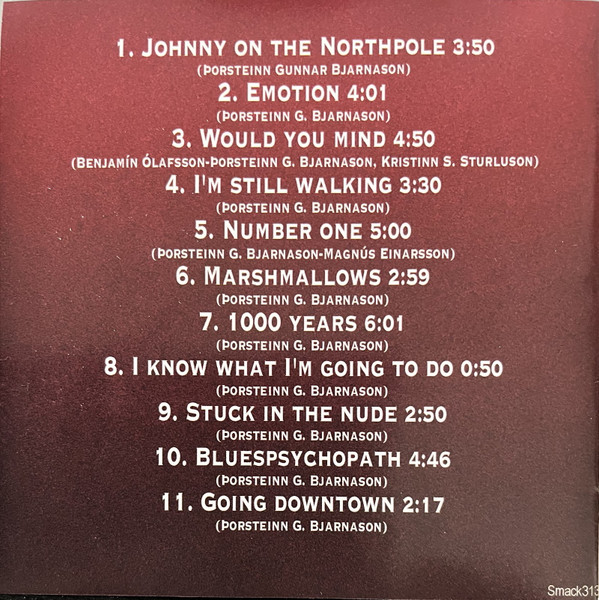 1. Johnny on the Northpole 3:50
(Þorsteinn Gunnar Bjarnason)
2. Emotion 4:01
(Þorsteinn G. Bjarnason)
3. Would you mind 4:50
(Benjamín Ólafsson-Þorsteinn G. Bjarnason, Kristinn S. Sturluson)
4. I'm still walking 3:30
(Þorsteinn G. Bjarnason)
5. Number one 5:00
(Þorsteinn G. Bjarnason-Magnús Einarsson)
6. Marshmallows 2:59
(Þorsteinn G. Bjarnason)
7. 1000 years 6:01
(Þorsteinn G. Bjarnason)
8. I know what I'm going to do 0:50
(Þorsteinn G. Bjarnason)
9. Stuck in the nude 2:50
(Þorsteinn G. Bjarnason)
10. Bluespsychopath 4:46
(Þorsteinn G. Bjarnason)
11. Going downtown 2:17
(Þorsteinn G. Bjarnason)
Smack313